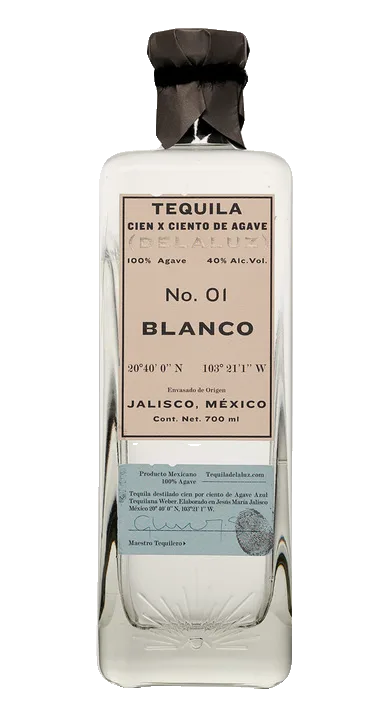 TEQUILA
CIEN X CIENTO DE AGAVE
(DELALUZ)
100% Agave 40% Alc.Vol.
No. 01
BLANCO
20°40' 0'' N 103° 21'1'' W
Envasado de Origen
JALISCO, MÉXICO
Cont. Net. 700 ml
Producto Mexicano Tequiladelaluz.com
100% Agave
Tequila destilado cien por ciento de Agave Azul
Tequilana Weber. Elaborado en Jesús María Jalisco
México 20° 40' 0'' N, 103°21' 1'' W.
Maestro Tequilero